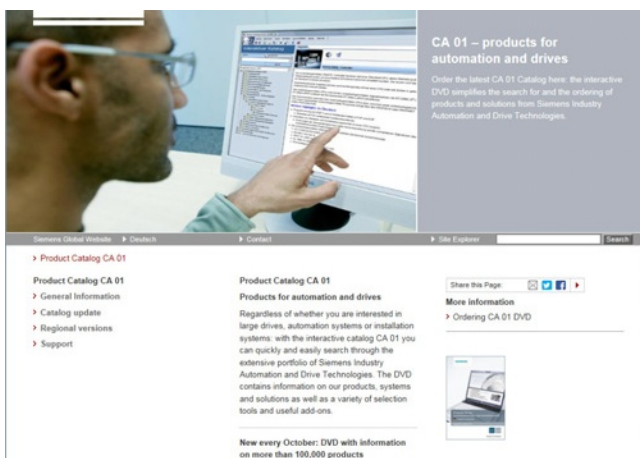 CA 01 – products for
automation and drives
Order the latest CA 01 Catalog here: the interactive
DVD simplifies the search for and the ordering of
products and solutions from Siemens Industry
Automation and Drive Technologies.
Siemens Global Website
Deutsch
Contact
Site Explorer
Search
Product Catalog CA 01
Product Catalog CA 01
General Information
Catalog update
Regional versions
Support
Product Catalog CA 01
Products for automation and drives
Regardless of whether you are interested in
large drives, automation systems or installation
systems: with the interactive catalog CA 01 you
can quickly and easily search through the
extensive portfolio of Siemens Industry
Automation and Drive Technologies. The DVD
contains information on our products, systems
and solutions as well as a variety of selection
tools and useful add-ons.
New every October: DVD with information
on more than 100,000 products
Share this Page:
More information
Ordering CA 01 DVD